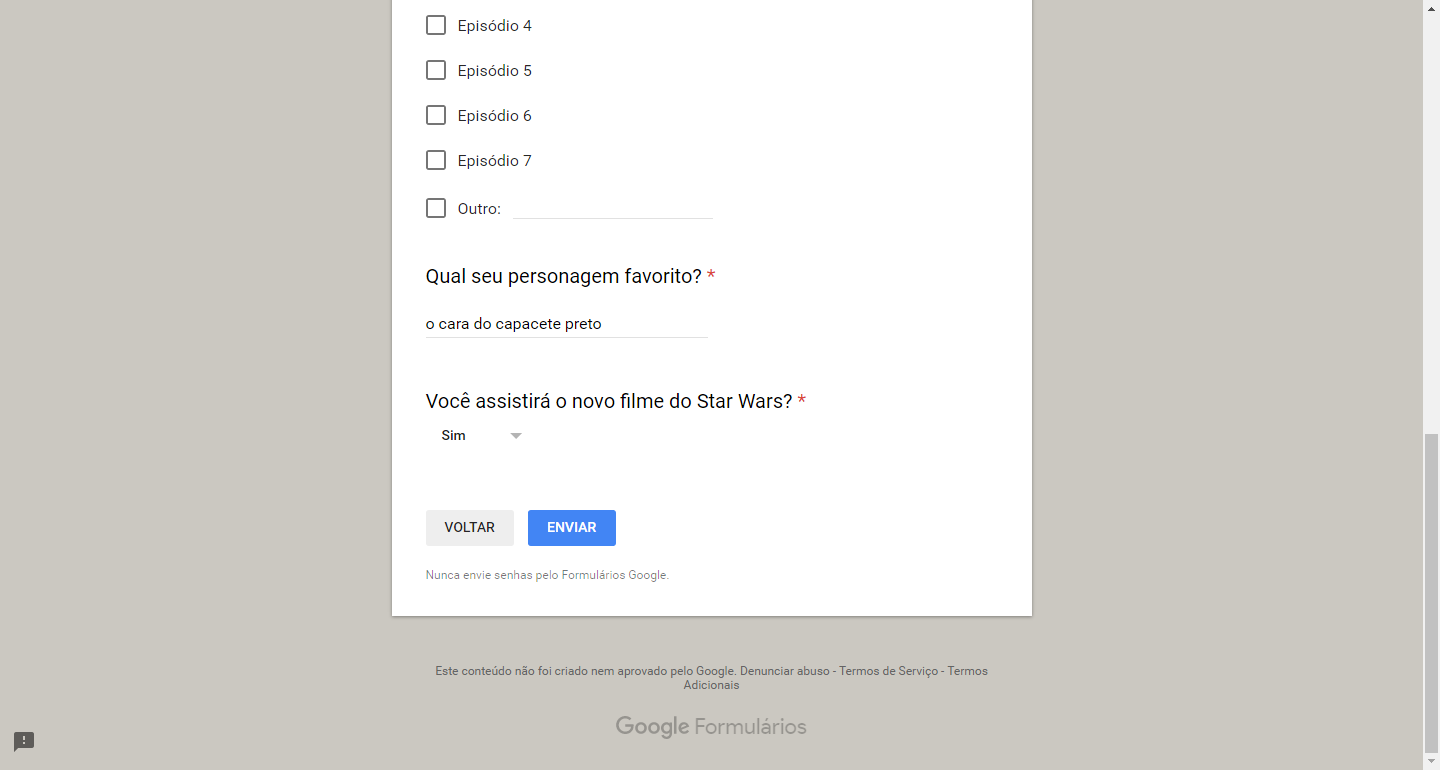 Episódio 4
Episódio 5
Episódio 6
Episódio 7
Outro:
Qual seu personagem favorito? *
o cara do capacete preto
Você assistirá o novo filme do Star Wars? *
Sim
VOLTAR ENVIAR
Nunca envie senhas pelo Formulários Google.
Este conteúdo não foi criado nem aprovado pelo Google. Denunciar abuso - Termos de Serviço - Termos
Adicionais
Google Formulários